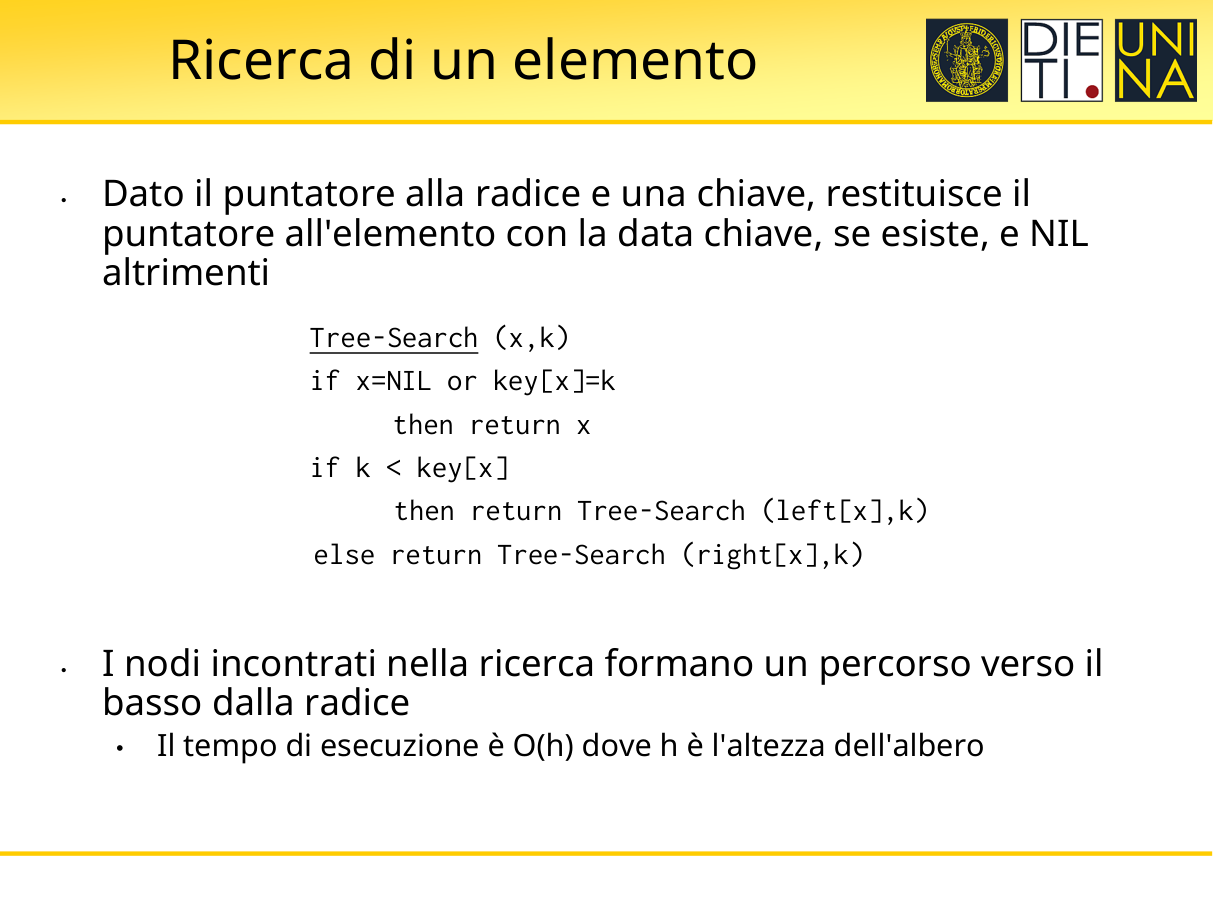 Ricerca di un elemento
DIE
TI.
UNI
NA
• Dato il puntatore alla radice e una chiave, restituisce il
puntatore all'elemento con la data chiave, se esiste, e NIL
altrimenti
Tree-Search (x,k)
if x=NIL or key[x]=k
then return x
if k < key[x]
then return Tree-Search (left[x],k)
else return Tree-Search (right[x],k)
• I nodi incontrati nella ricerca formano un percorso verso il
basso dalla radice
• Il tempo di esecuzione è O(h) dove h è l'altezza dell'albero